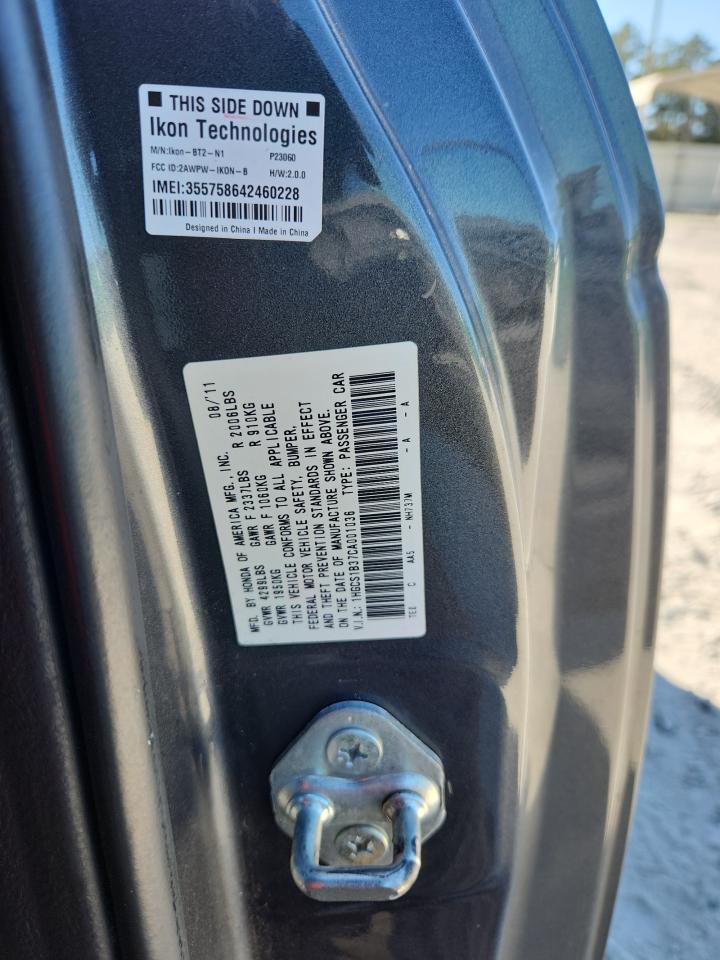 THIS SIDE DOWN
Ikon Technologies
M/N:Ikon-BT2-N1 P23060
FCC ID:2AWPW-IKON-B H/W:2.0.0
IMEI:355758642460228
Designed in China | Made in China
MFD. BY HONDA OF AMERICA MFG., INC. 08/'11
GVWR 4299LBS GAWR F 2337LBS R 2006LBS
GVWR 1950KG GAWR F 1060KG R 910KG
THIS VEHICLE CONFORMS TO ALL APPLICABLE
FEDERAL MOTOR VEHICLE SAFETY, BUMPER,
AND THEFT PREVENTION STANDARDS IN EFFECT
ON THE DATE OF MANUFACTURE SHOWN ABOVE.
V.I.N.: 1HGCS1B37CA001036 TYPE: PASSENGER CAR
C AA5 - NH737M - A - A